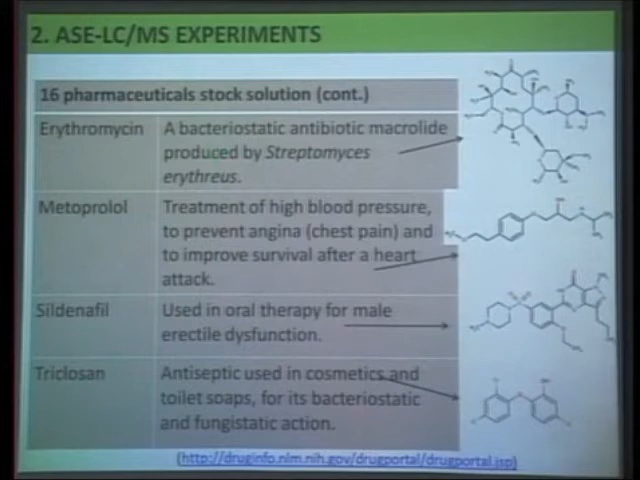 2. ASE-LC/MS EXPERIMENTS
16 pharmaceuticals stock solution (cont.)
Erythromycin
A bacteriostatic antibiotic macrolide
produced by Streptomyces
erythreus.
Metoprolol
Treatment of high blood pressure,
to prevent angina (chest pain) and
to improve survival after a heart
attack.
Sildenafil
Used in oral therapy for male
erectile dysfunction.
Triclosan
Antiseptic used in cosmetics and
toilet soaps, for its bacteriostatic
and fungistatic action.
(http://druginfo.nlm.nih.gov/drugportal/drugportal.jsp)